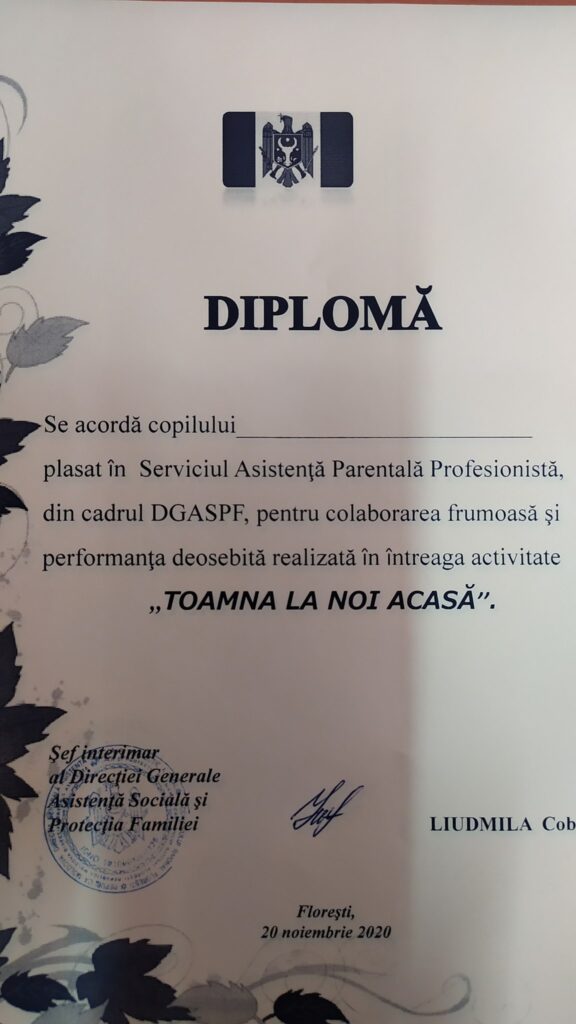 DIPLOMĂ
Se acordă copilului
plasat în Serviciul Asistenţă Parentală Profesionistă,
din cadrul DGASPF, pentru colaborarea frumoasă şi
performanţa deosebită realizată în întreaga activitate
„TOAMNA LA NOI ACASĂ”.
Şef interimar
al Direcţiei Generale
Asistenţă Socială şi
Protecţia Familiei
LIUDMILA Cob
Floreşti,
20 noiembrie 2020